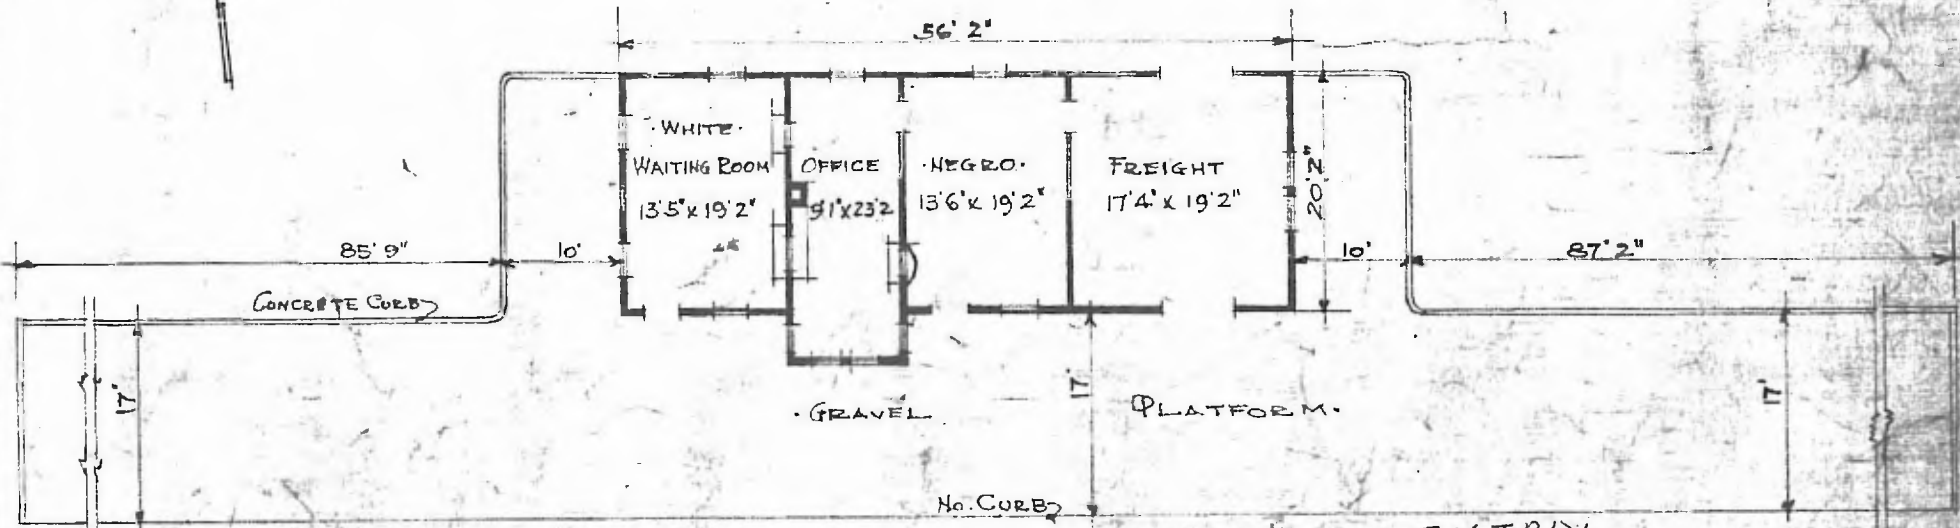 56' 2"
·WHITE·
WAITING ROOM
13'5" x 19'2"
OFFICE
9'1" x 23'2
·NEGRO·
13'6" x 19'2"
FREIGHT
17'4" x 19'2"
20'2"
85' 9"
10'
10'
87' 2"
CONCRETE CURB
17'
17'
17'
·GRAVEL
PLATFORM·
No. CURB